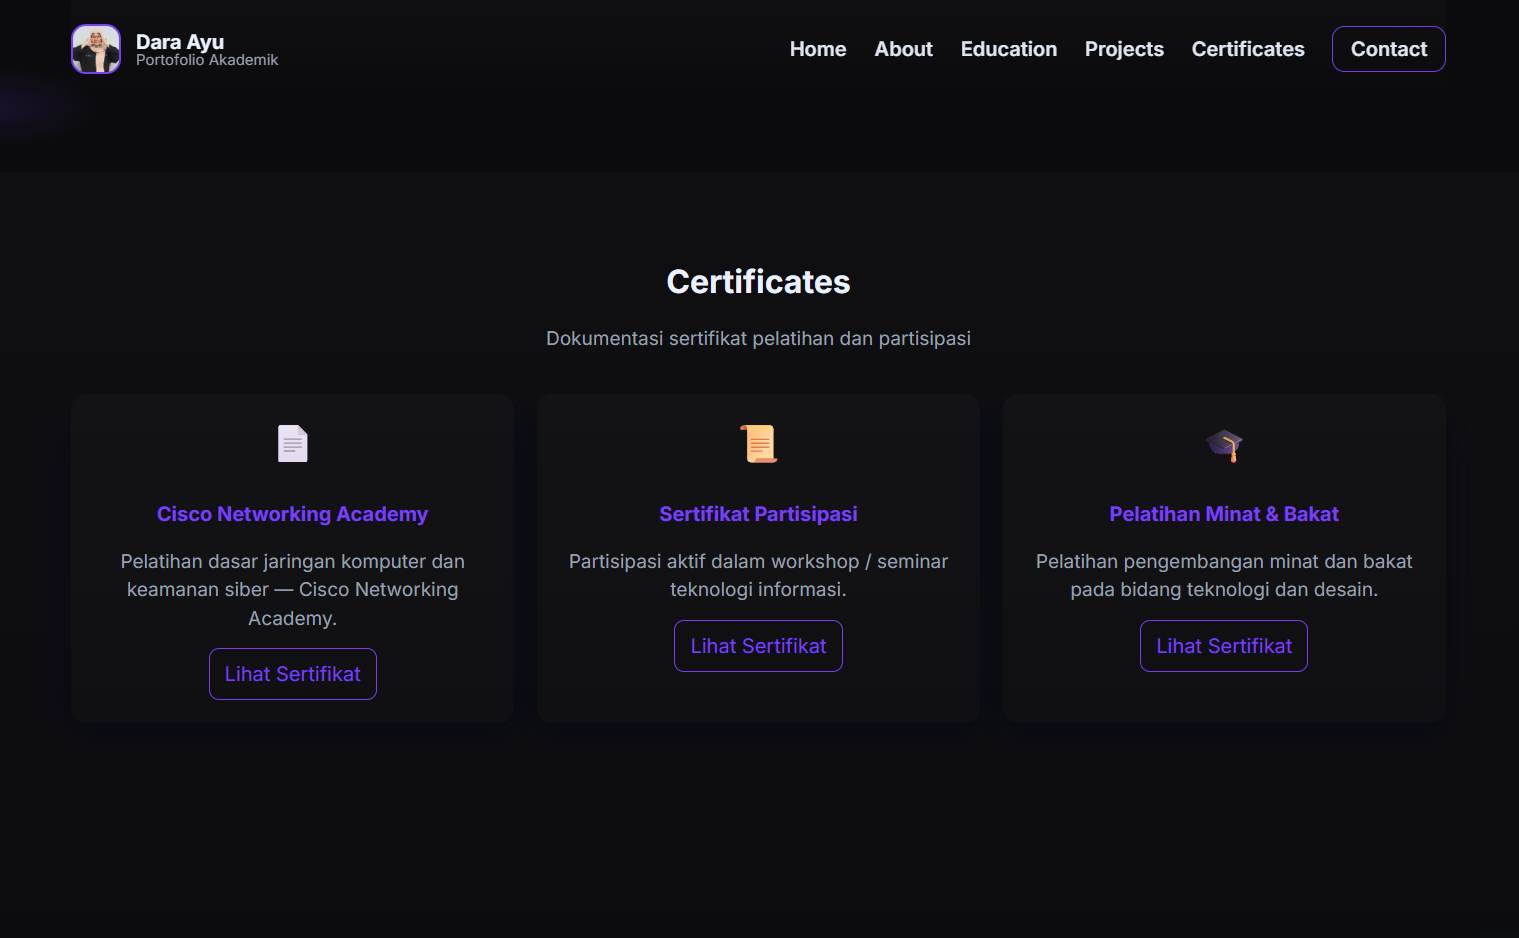 Dara Ayu
Portofolio Akademik
Home
About
Education
Projects
Certificates
Contact
Certificates
Dokumentasi sertifikat pelatihan dan partisipasi
Cisco Networking Academy
Pelatihan dasar jaringan komputer dan
keamanan siber — Cisco Networking
Academy.
Lihat Sertifikat
Sertifikat Partisipasi
Partisipasi aktif dalam workshop / seminar
teknologi informasi.
Lihat Sertifikat
Pelatihan Minat & Bakat
Pelatihan pengembangan minat dan bakat
pada bidang teknologi dan desain.
Lihat Sertifikat